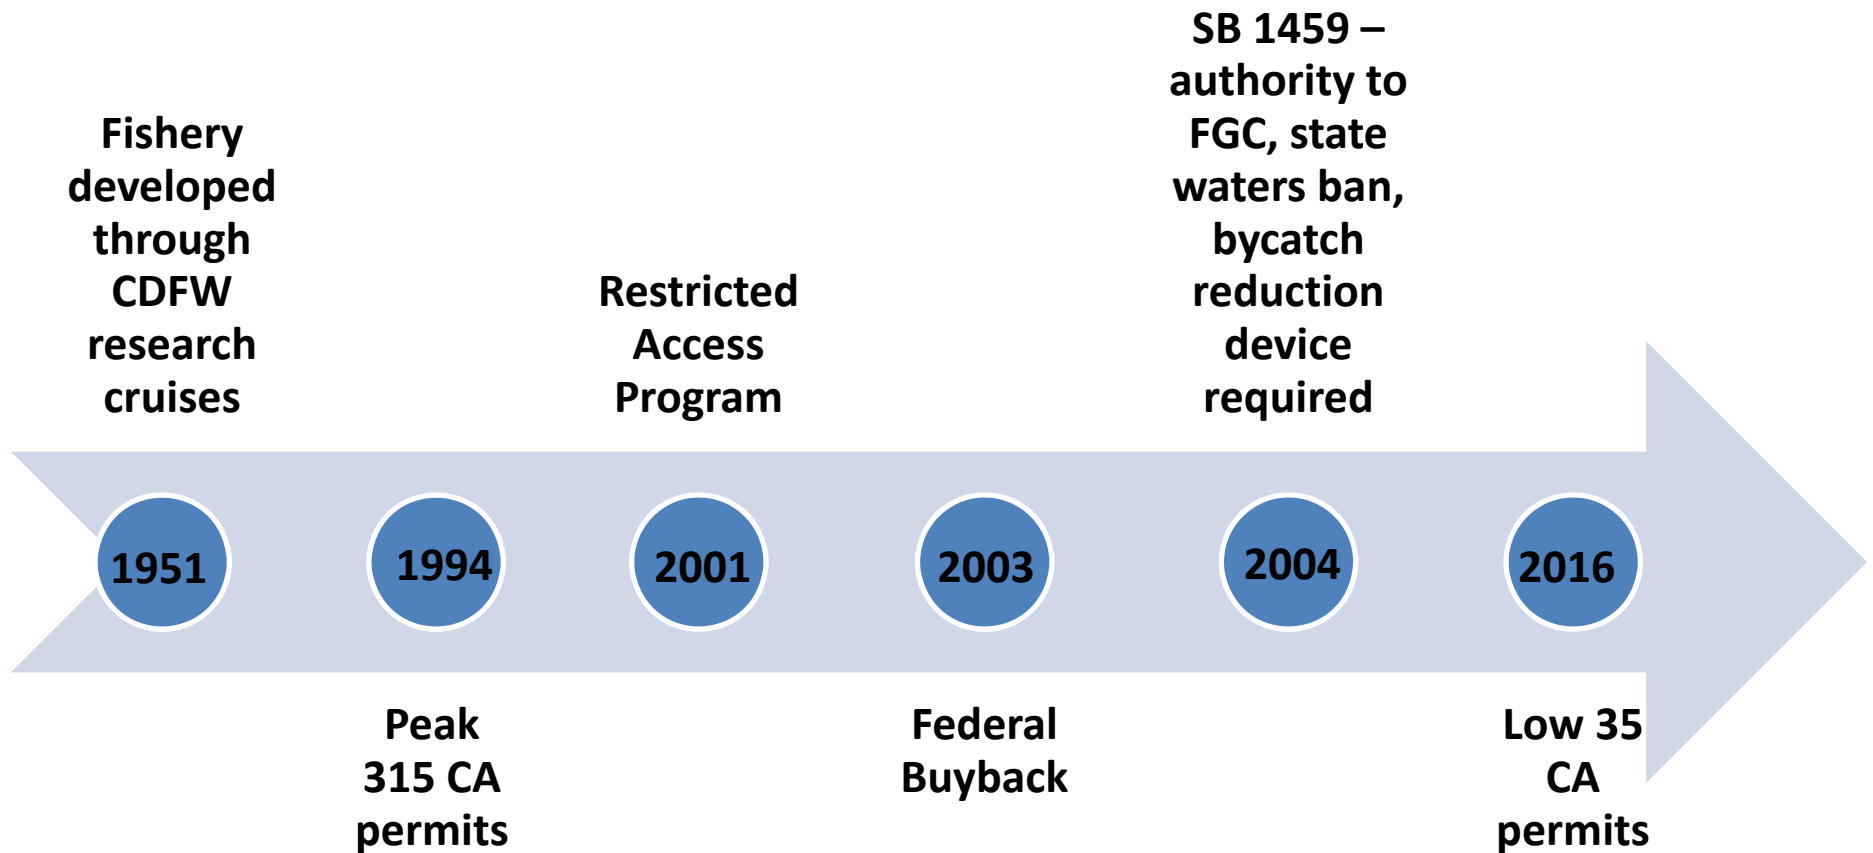 Fishery
developed
through
CDFW
research
cruises
Restricted
Access
Program
SB 1459 –
authority to
FGC, state
waters ban,
bycatch
reduction
device
required
1951
1994
2001
2003
2004
2016
Peak
315 CA
permits
Federal
Buyback
Low 35
CA
permits